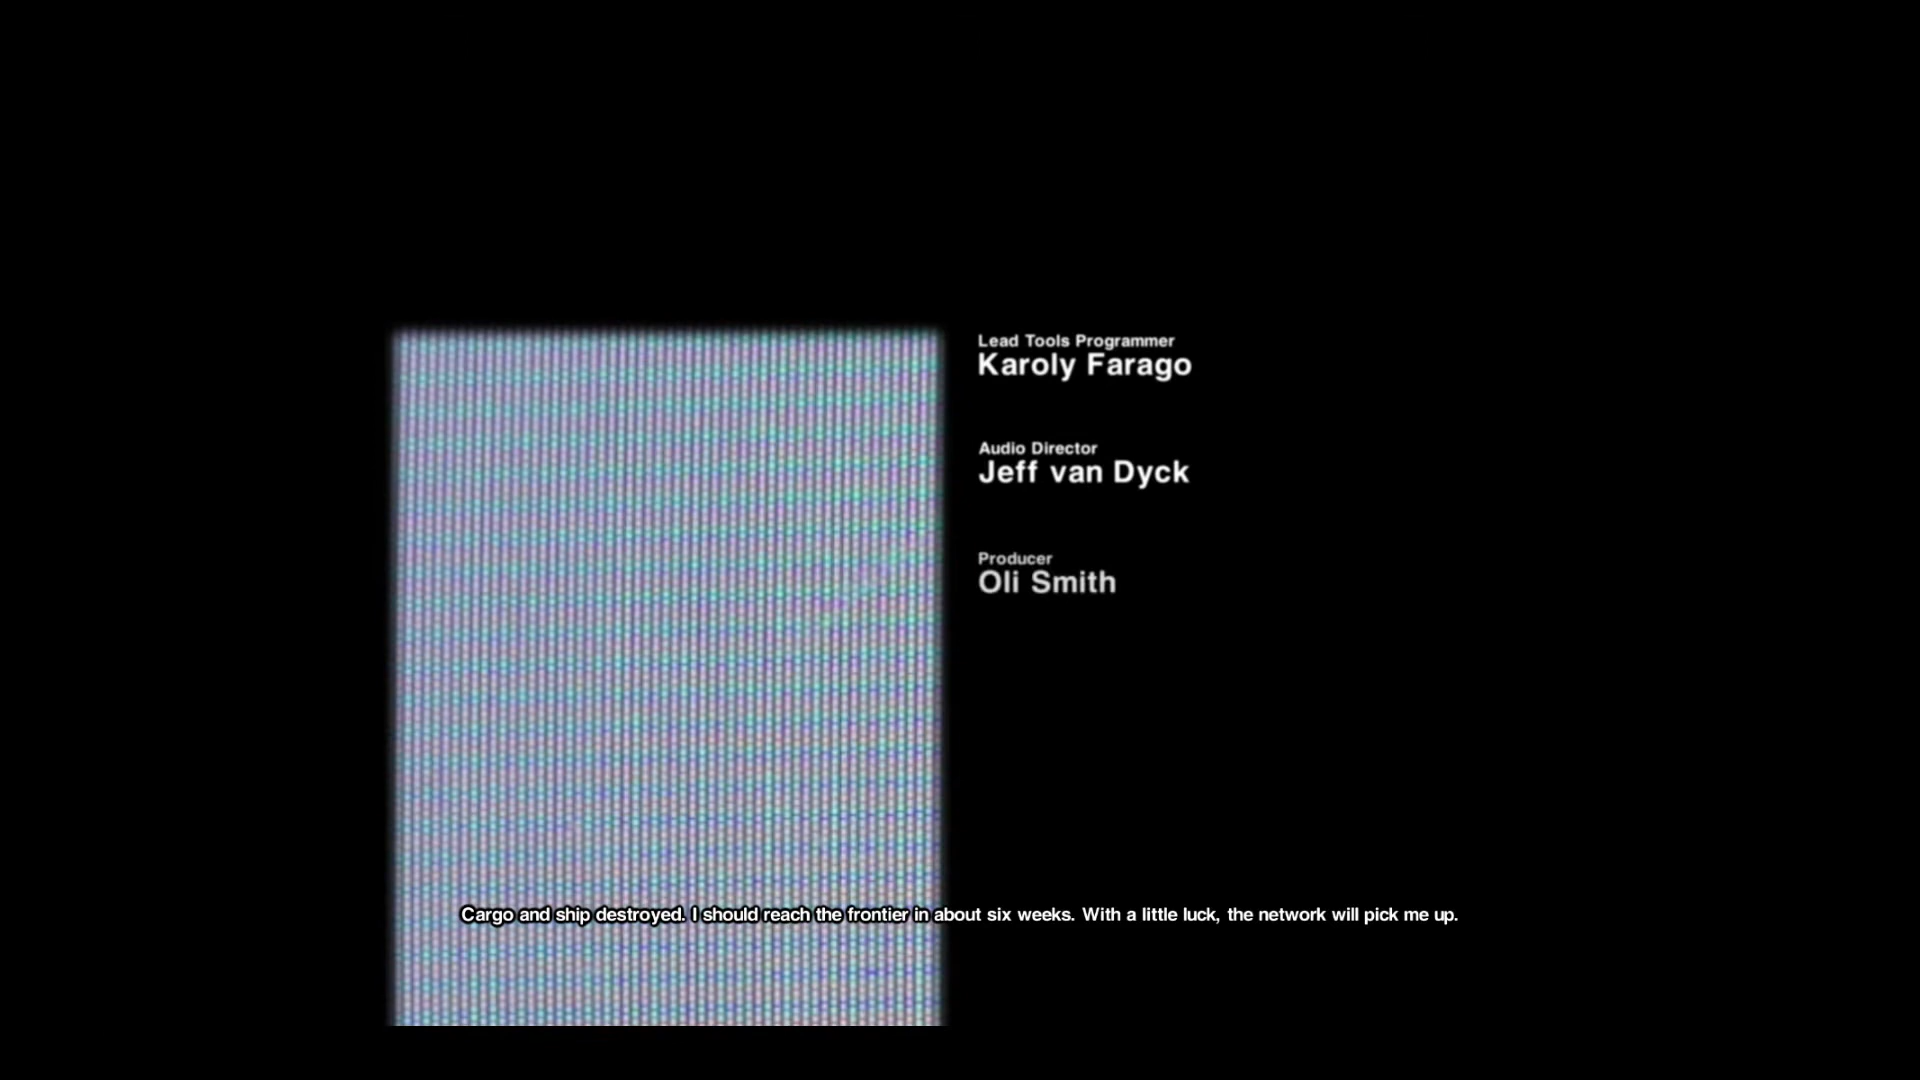 Lead Tools Programmer
Karoly Farago
Audio Director
Jeff van Dyck
Producer
Oli Smith
Cargo and ship destroyed. I should reach the frontier in about six weeks. With a little luck, the network will pick me up.